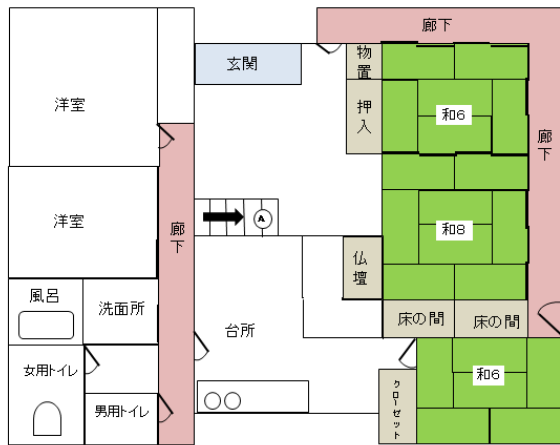 廊下
玄関
物置
洋室
押入
和6
廊下
洋室
廊下
A
和8
仏壇
風呂
洗面所
台所
床の間
床の間
女用トイレ
和6
クローゼット
男用トイレ